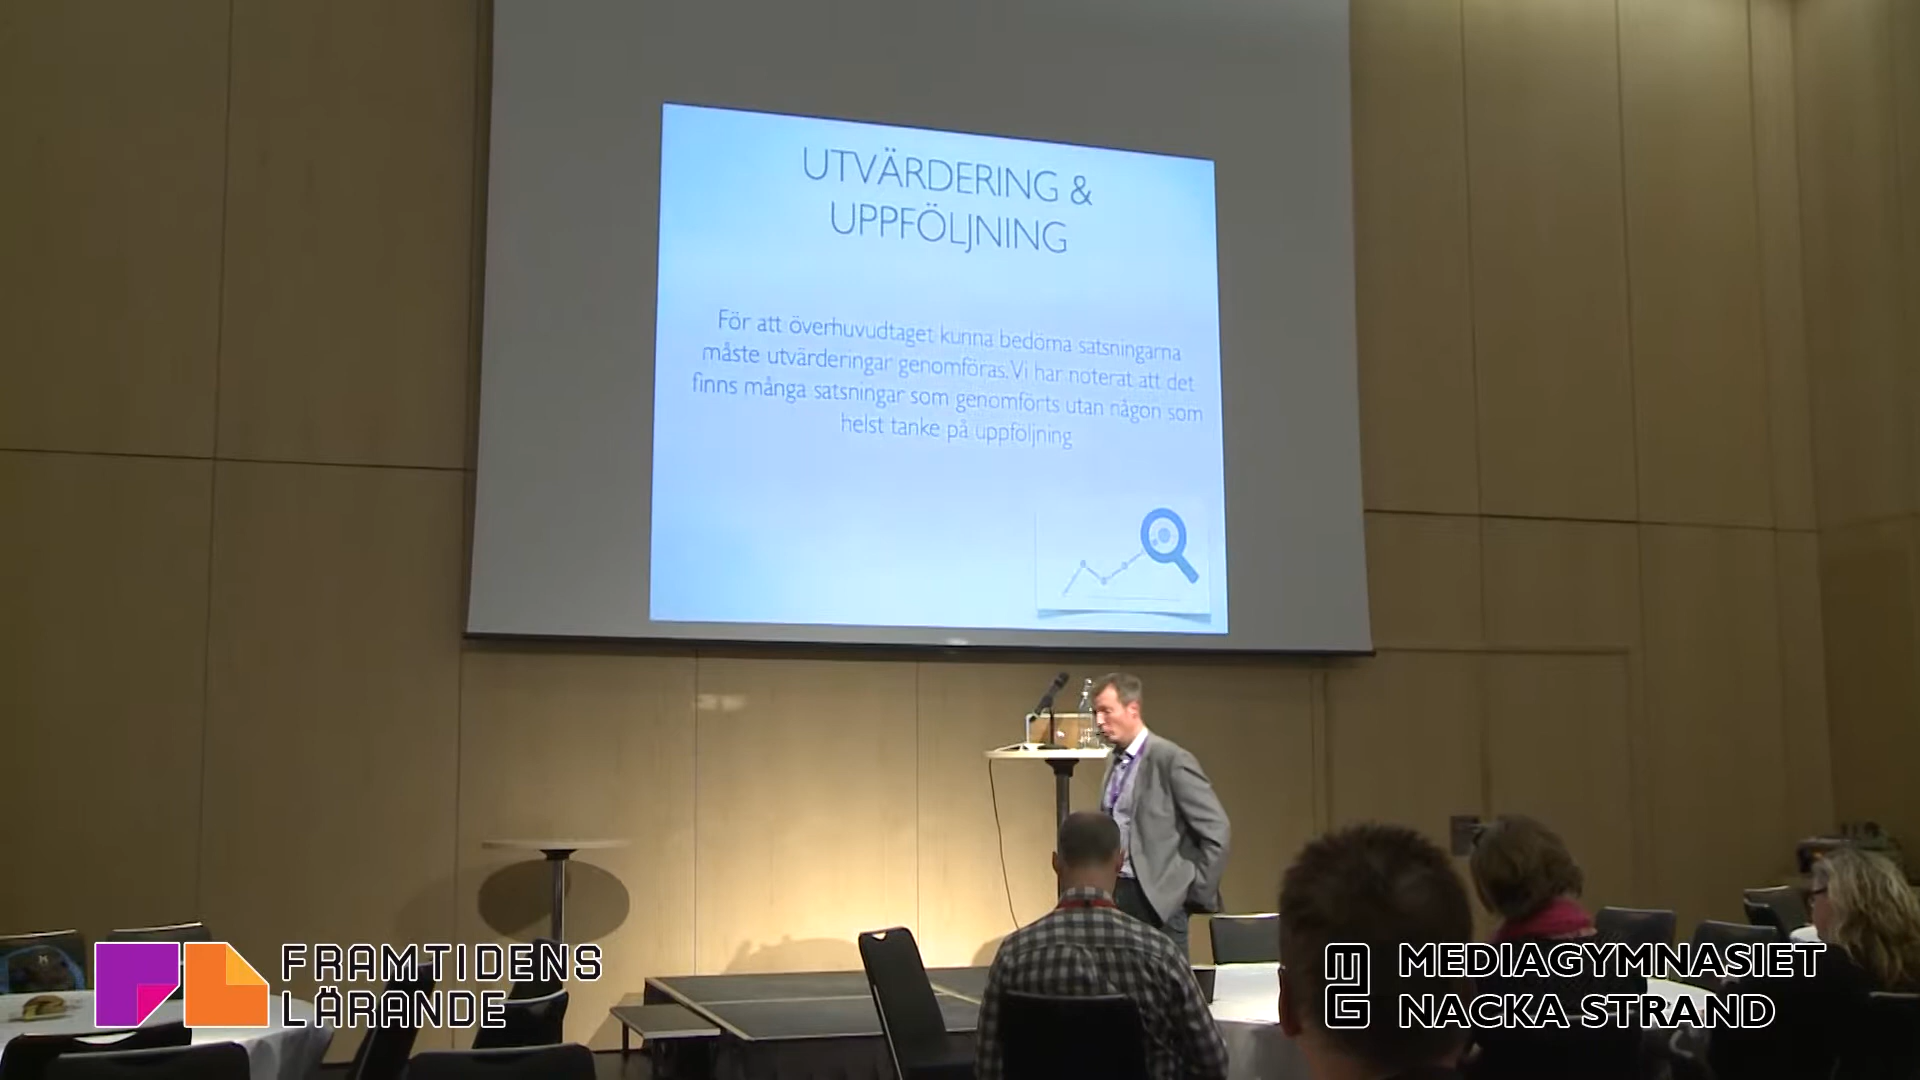 UTVÄRDERING &
UPPFÖLJNING
För att överhuvudtaget kunna bedöma satsningarna
måste utvärderingar genomföras. Vi har noterat att det
finns många satsningar som genomförts utan någon som
helst tanke på uppföljning
FRAMTIDENS
LÄRANDE
MG
MEDIAGYMNASIET
NACKA STRAND